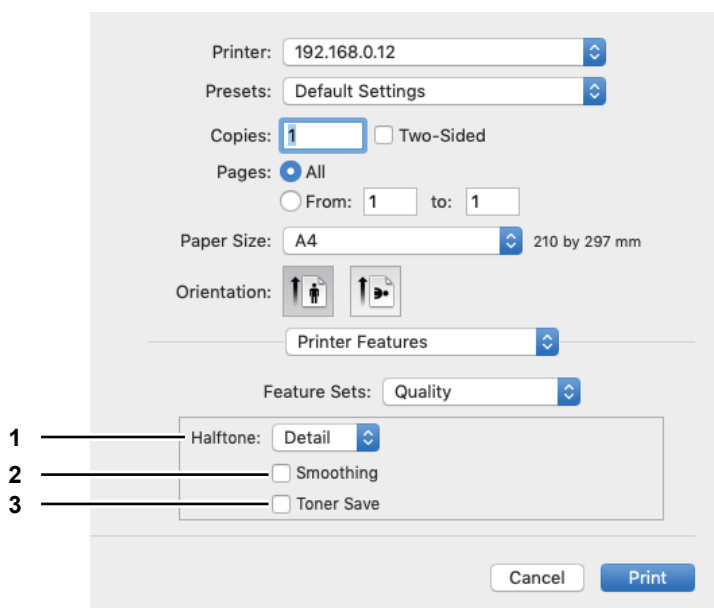 Printer: 192.168.0.12
Presets: Default Settings
Copies: 1 Two-Sided
Pages: All
From: 1 to: 1
Paper Size: A4 210 by 297 mm
Orientation:
Printer Features
Feature Sets: Quality
1 Halftone: Detail
2 Smoothing
3 Toner Save
Cancel Print